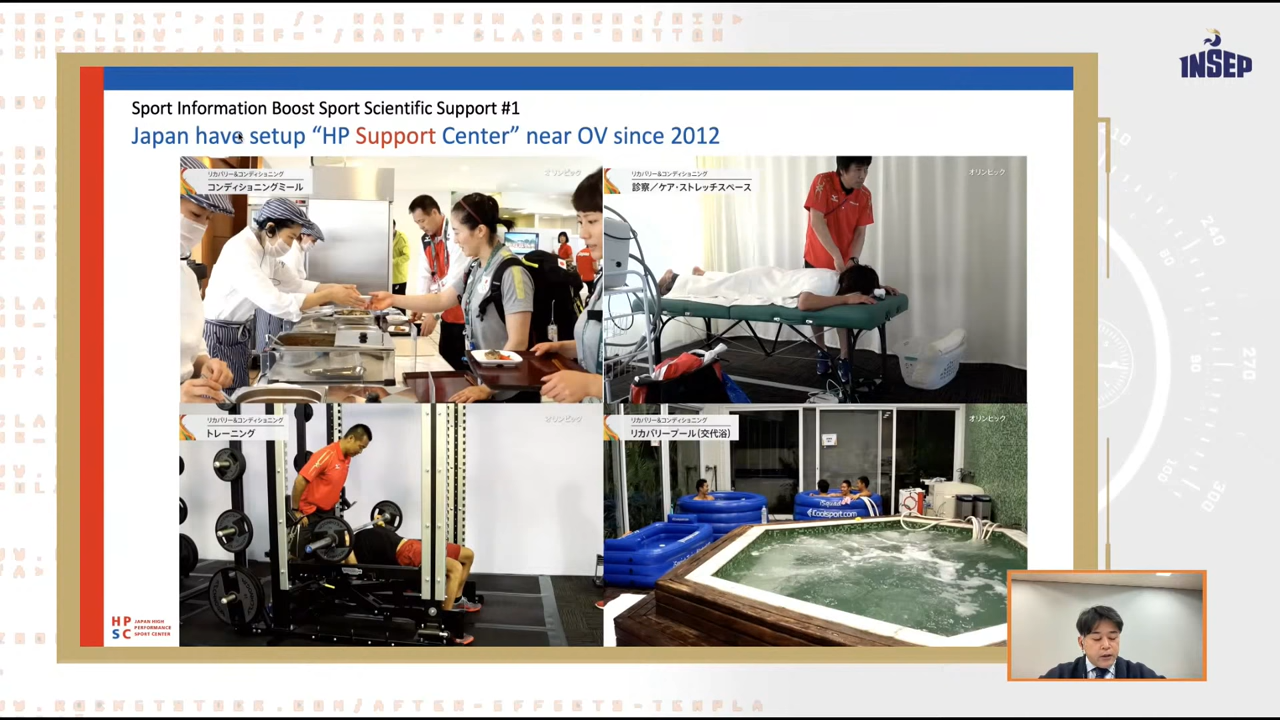 INSEP
Sport Information Boost Sport Scientific Support #1
Japan have setup “HP Support Center” near OV since 2012
リカバリー&コンディショニング
コンディショニングミール
オリンピック
リカバリー&コンディショニング
診察／ケア・ストレッチスペース
オリンピック
リカバリー&コンディショニング
トレーニング
オリンピック
リカバリー&コンディショニング
リカバリープール(交代浴)
オリンピック
iCoolsport.com
HP
SC
JAPAN HIGH
PERFORMANCE
SPORT CENTER
240
270
300